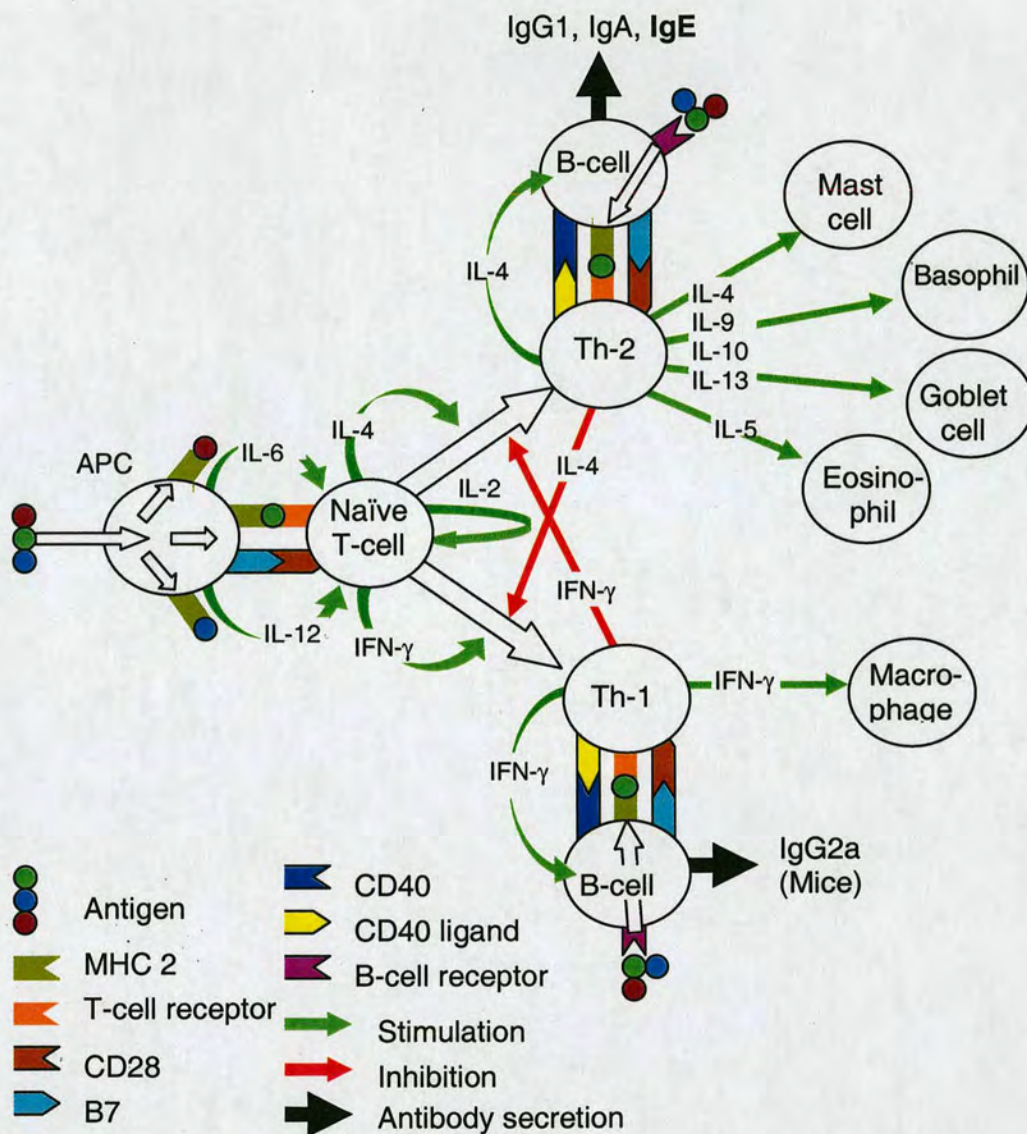 IgG1, IgA, IgE
B-cell
Mast
cell
IL-4
Basophil
IL-4
IL-9
IL-10
IL-13
Th-2
Goblet
cell
IL-5
Eosino-
phil
APC
IL-6
IL-4
IL-4
IL-2
Naïve
T-cell
IL-12
IFN-γ
IFN-γ
Th-1
IFN-γ
Macro-
phage
IFN-γ
B-cell
IgG2a
(Mice)
Antigen
MHC 2
T-cell receptor
CD28
B7
CD40
CD40 ligand
B-cell receptor
Stimulation
Inhibition
Antibody secretion